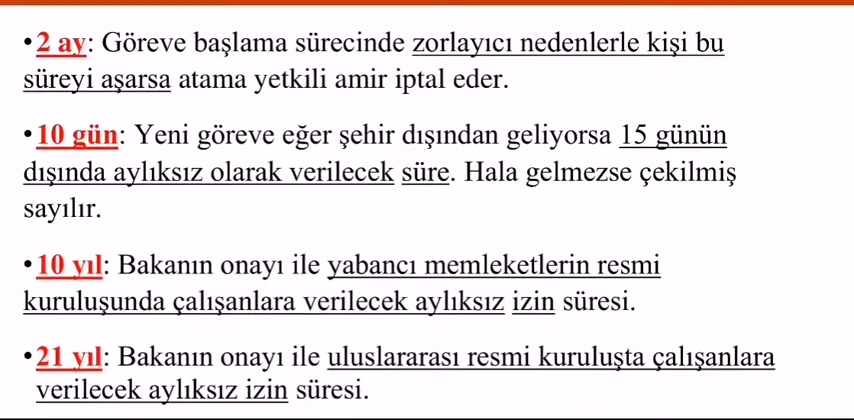 •2 ay: Göreve başlama sürecinde zorlayıcı nedenlerle kişi bu
süreyi aşarsa atama yetkili amir iptal eder.
•10 gün: Yeni göreve eğer şehir dışından geliyorsa 15 günün
dışında aylıksız olarak verilecek süre. Hala gelmezse çekilmiş
sayılır.
•10 yıl: Bakanın onayı ile yabancı memleketlerin resmi
kuruluşunda çalışanlara verilecek aylıksız izin süresi.
•21 yıl: Bakanın onayı ile uluslararası resmi kuruluşta çalışanlara
verilecek aylıksız izin süresi.